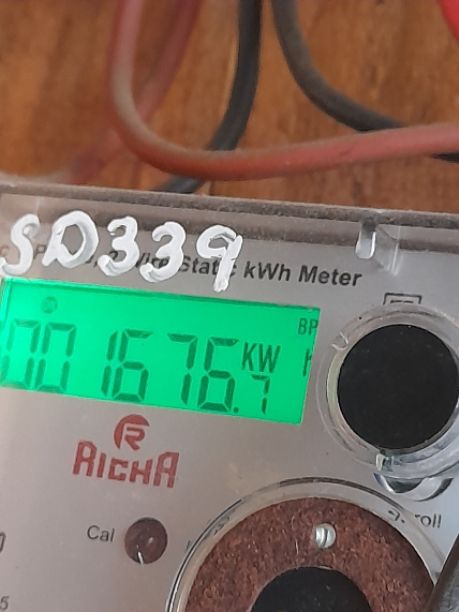 SD339
Static kWh Meter
BP
001676.7 KW
RICHA
Cal